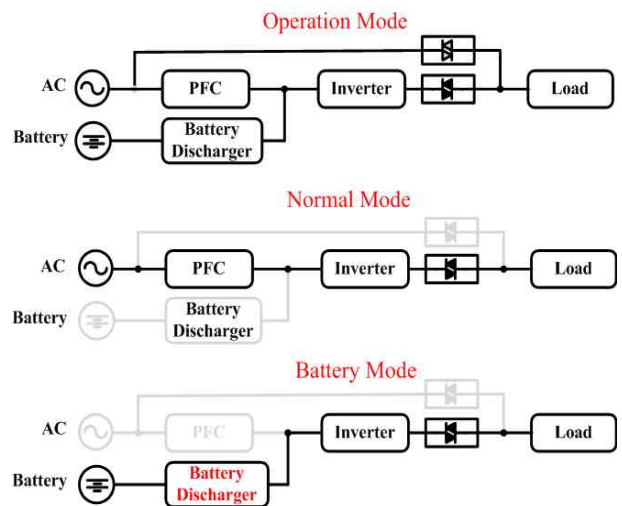 Operation Mode
AC
PFC
Inverter
Load
Battery
Battery
Discharger
Normal Mode
AC
PFC
Inverter
Load
Battery
Battery
Discharger
Battery Mode
AC
PFC
Inverter
Load
Battery
Battery
Discharger